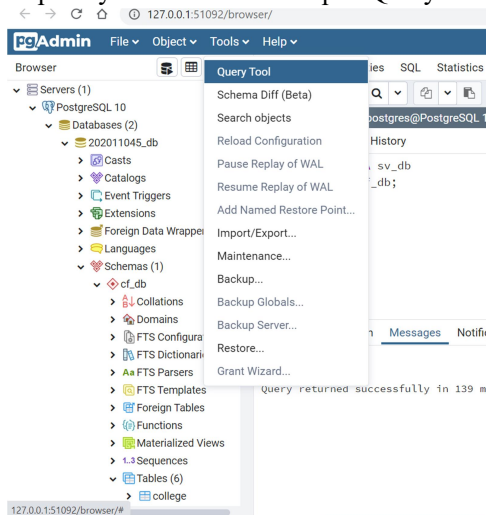 127.0.0.1:51092/browser/
pgAdmin File Object Tools Help
Browser
Servers (1)
PostgreSQL 10
Databases (2)
202011045_db
Casts
Catalogs
Event Triggers
Extensions
Foreign Data Wrapper
Languages
Schemas (1)
cf_db
Collations
Domains
FTS Configura
FTS Dictionari
FTS Parsers
FTS Templates
Foreign Tables
Functions
Materialized Views
Sequences
Tables (6)
college
127.0.0.1:51092/browser/#
Query Tool
Schema Diff (Beta)
Search objects
Reload Configuration
Pause Replay of WAL
Resume Replay of WAL
Add Named Restore Point...
Import/Export...
Maintenance...
Backup...
Backup Globals...
Backup Server...
Restore...
Grant Wizard...
ies SQL Statistics
postgres@PostgreSQL 1
History
sv_db
_db;
Messages Notific
Query returned successfully in 139 m